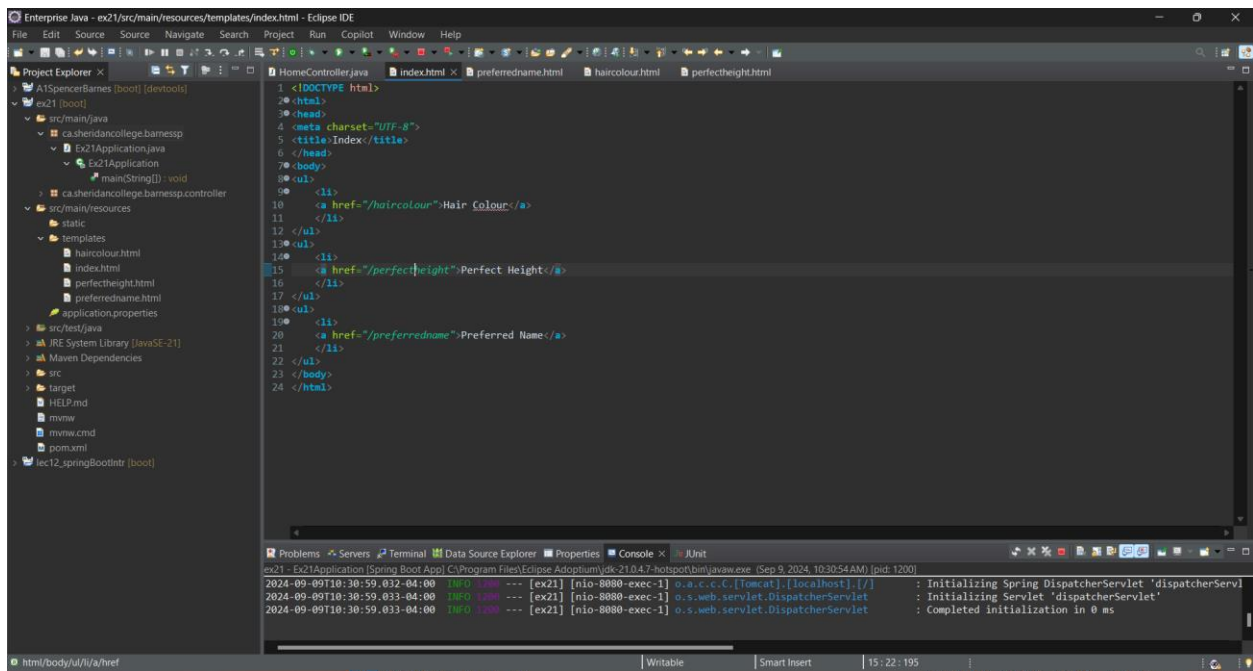 Enterprise Java - ex21/src/main/resources/templates/index.html - Eclipse IDE
File Edit Source Source Navigate Search Project Run Copilot Window Help
Project Explorer
A1SpencerBarnes [boot] [devtools]
ex21 [boot]
src/main/java
ca.sheridancollege.barnessp
Ex21Application.java
Ex21Application
main(String[]) : void
ca.sheridancollege.barnessp.controller
src/main/resources
static
templates
haircolour.html
index.html
perfectheight.html
preferredname.html
application.properties
src/test/java
JRE System Library [JavaSE-21]
Maven Dependencies
src
target
HELP.md
mvnw
mvnw.cmd
pom.xml
lec12_springBootIntr [boot]
HomeController.java index.html preferredname.html haircolour.html perfectheight.html
1 <!DOCTYPE html>
2 <html>
3 <head>
4 <meta charset="UTF-8">
5 <title>Index</title>
6 </head>
7 <body>
8 <ul>
9 <li>
10 <a href="/haircolour">Hair Colour</a>
11 </li>
12 </ul>
13 <ul>
14 <li>
15 <a href="/perfectheight">Perfect Height</a>
16 </li>
17 </ul>
18 <ul>
19 <li>
20 <a href="/preferredname">Preferred Name</a>
21 </li>
22 </ul>
23 </body>
24 </html>
Problems Servers Terminal Data Source Explorer Properties Console JUnit
ex21 - Ex21Application [Spring Boot App] C:\Program Files\Eclipse Adoptium\jdk-21.0.4.7-hotspot\bin\javaw.exe (Sep 9, 2024, 10:30:54 AM) [pid: 1200]
2024-09-09T10:30:59.032-04:00 INFO 1200 --- [ex21] [nio-8080-exec-1] o.a.c.c.C.[Tomcat].[localhost].[/] : Initializing Spring DispatcherServlet 'dispatcherServl
2024-09-09T10:30:59.033-04:00 INFO 1200 --- [ex21] [nio-8080-exec-1] o.s.web.servlet.DispatcherServlet : Initializing Servlet 'dispatcherServlet'
2024-09-09T10:30:59.033-04:00 INFO 1200 --- [ex21] [nio-8080-exec-1] o.s.web.servlet.DispatcherServlet : Completed initialization in 0 ms
html/body/ul/li/a/href Writable Smart Insert 15 : 22 : 195